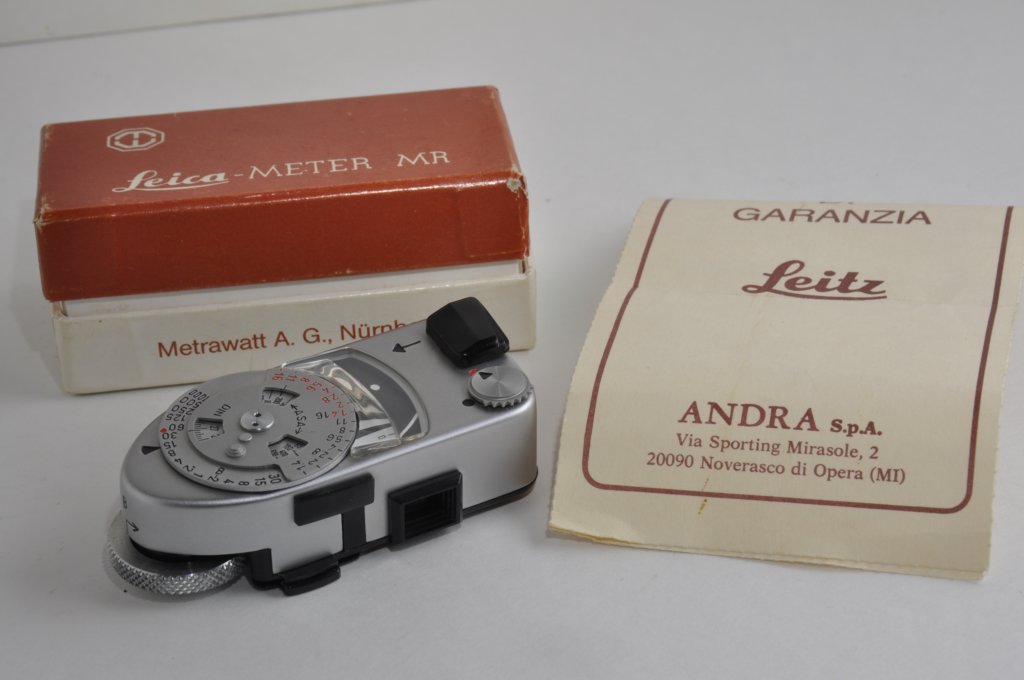 Leica-METER MR
Metrawatt A. G., Nürnb
GARANZIA
Leitz
ANDRA S.p.A.
Via Sporting Mirasole, 2
20090 Noverasco di Opera (MI)
DIN
ASA